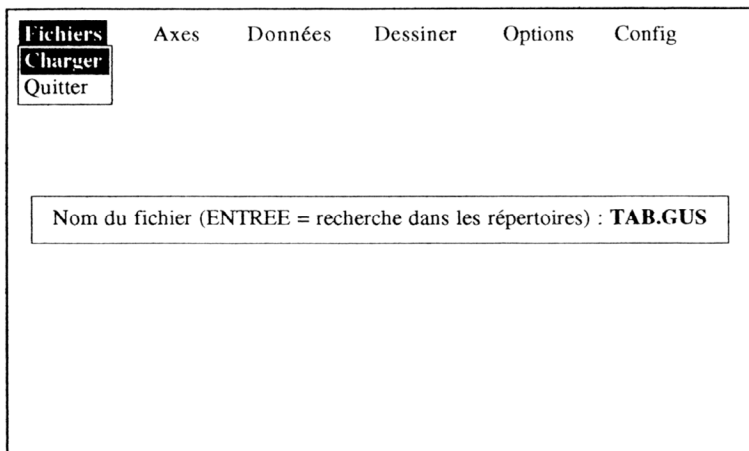 Fichiers Axes Données Dessiner Options Config
Charger
Quitter
Nom du fichier (ENTREE = recherche dans les répertoires) : TAB.GUS